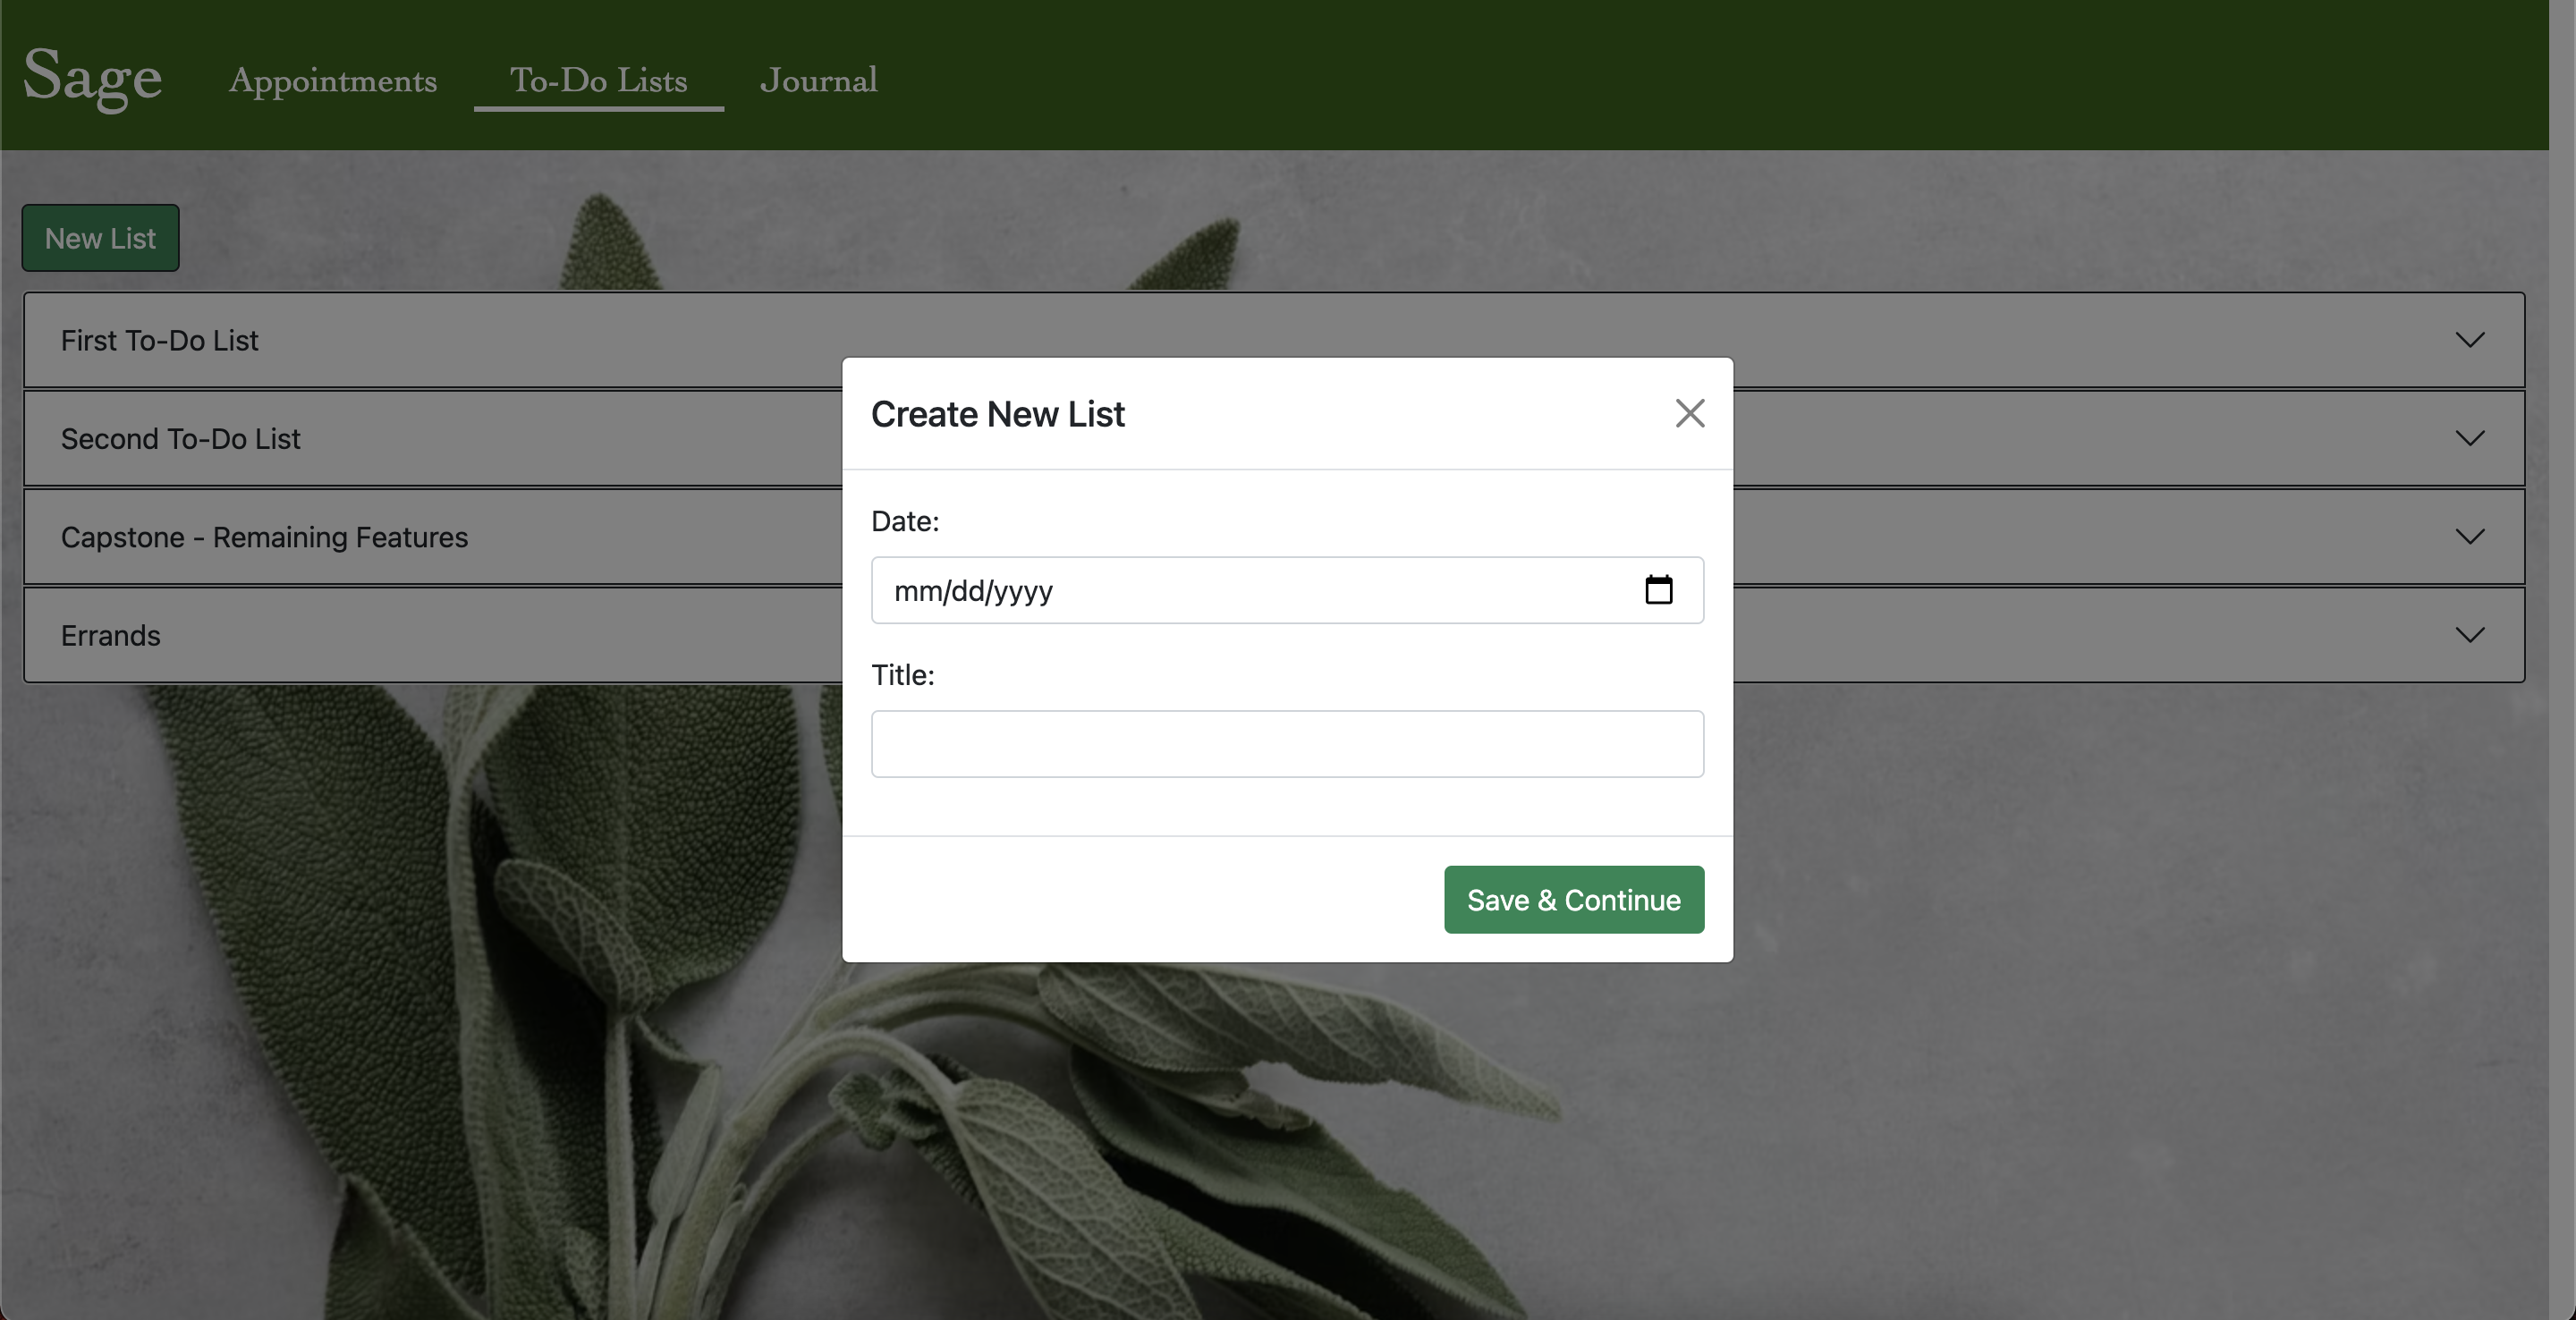 Sage Appointments To-Do Lists Journal
New List
First To-Do List
Second To-Do List
Capstone - Remaining Features
Errands
Create New List
Date:
mm/dd/yyyy
Title:
Save & Continue